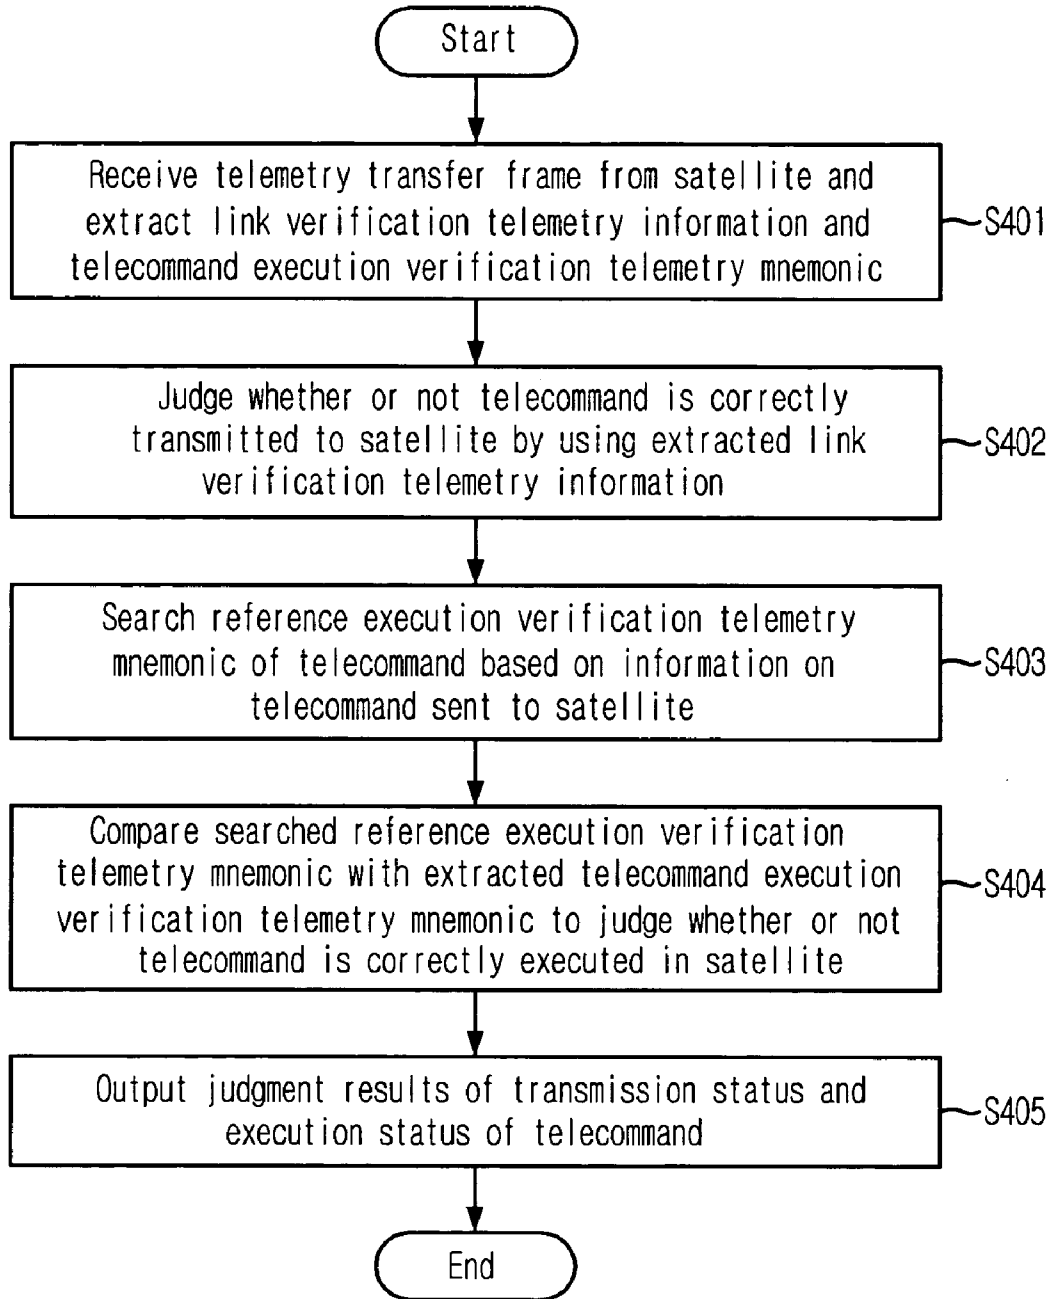 Start
Receive telemetry transfer frame from satellite and
extract link verification telemetry information and
telecommand execution verification telemetry mnemonic
S401
Judge whether or not telecommand is correctly
transmitted to satellite by using extracted link
verification telemetry information
S402
Search reference execution verification telemetry
mnemonic of telecommand based on information on
telecommand sent to satellite
S403
Compare searched reference execution verification
telemetry mnemonic with extracted telecommand execution
verification telemetry mnemonic to judge whether or not
telecommand is correctly executed in satellite
S404
Output judgment results of transmission status and
execution status of telecommand
S405
End